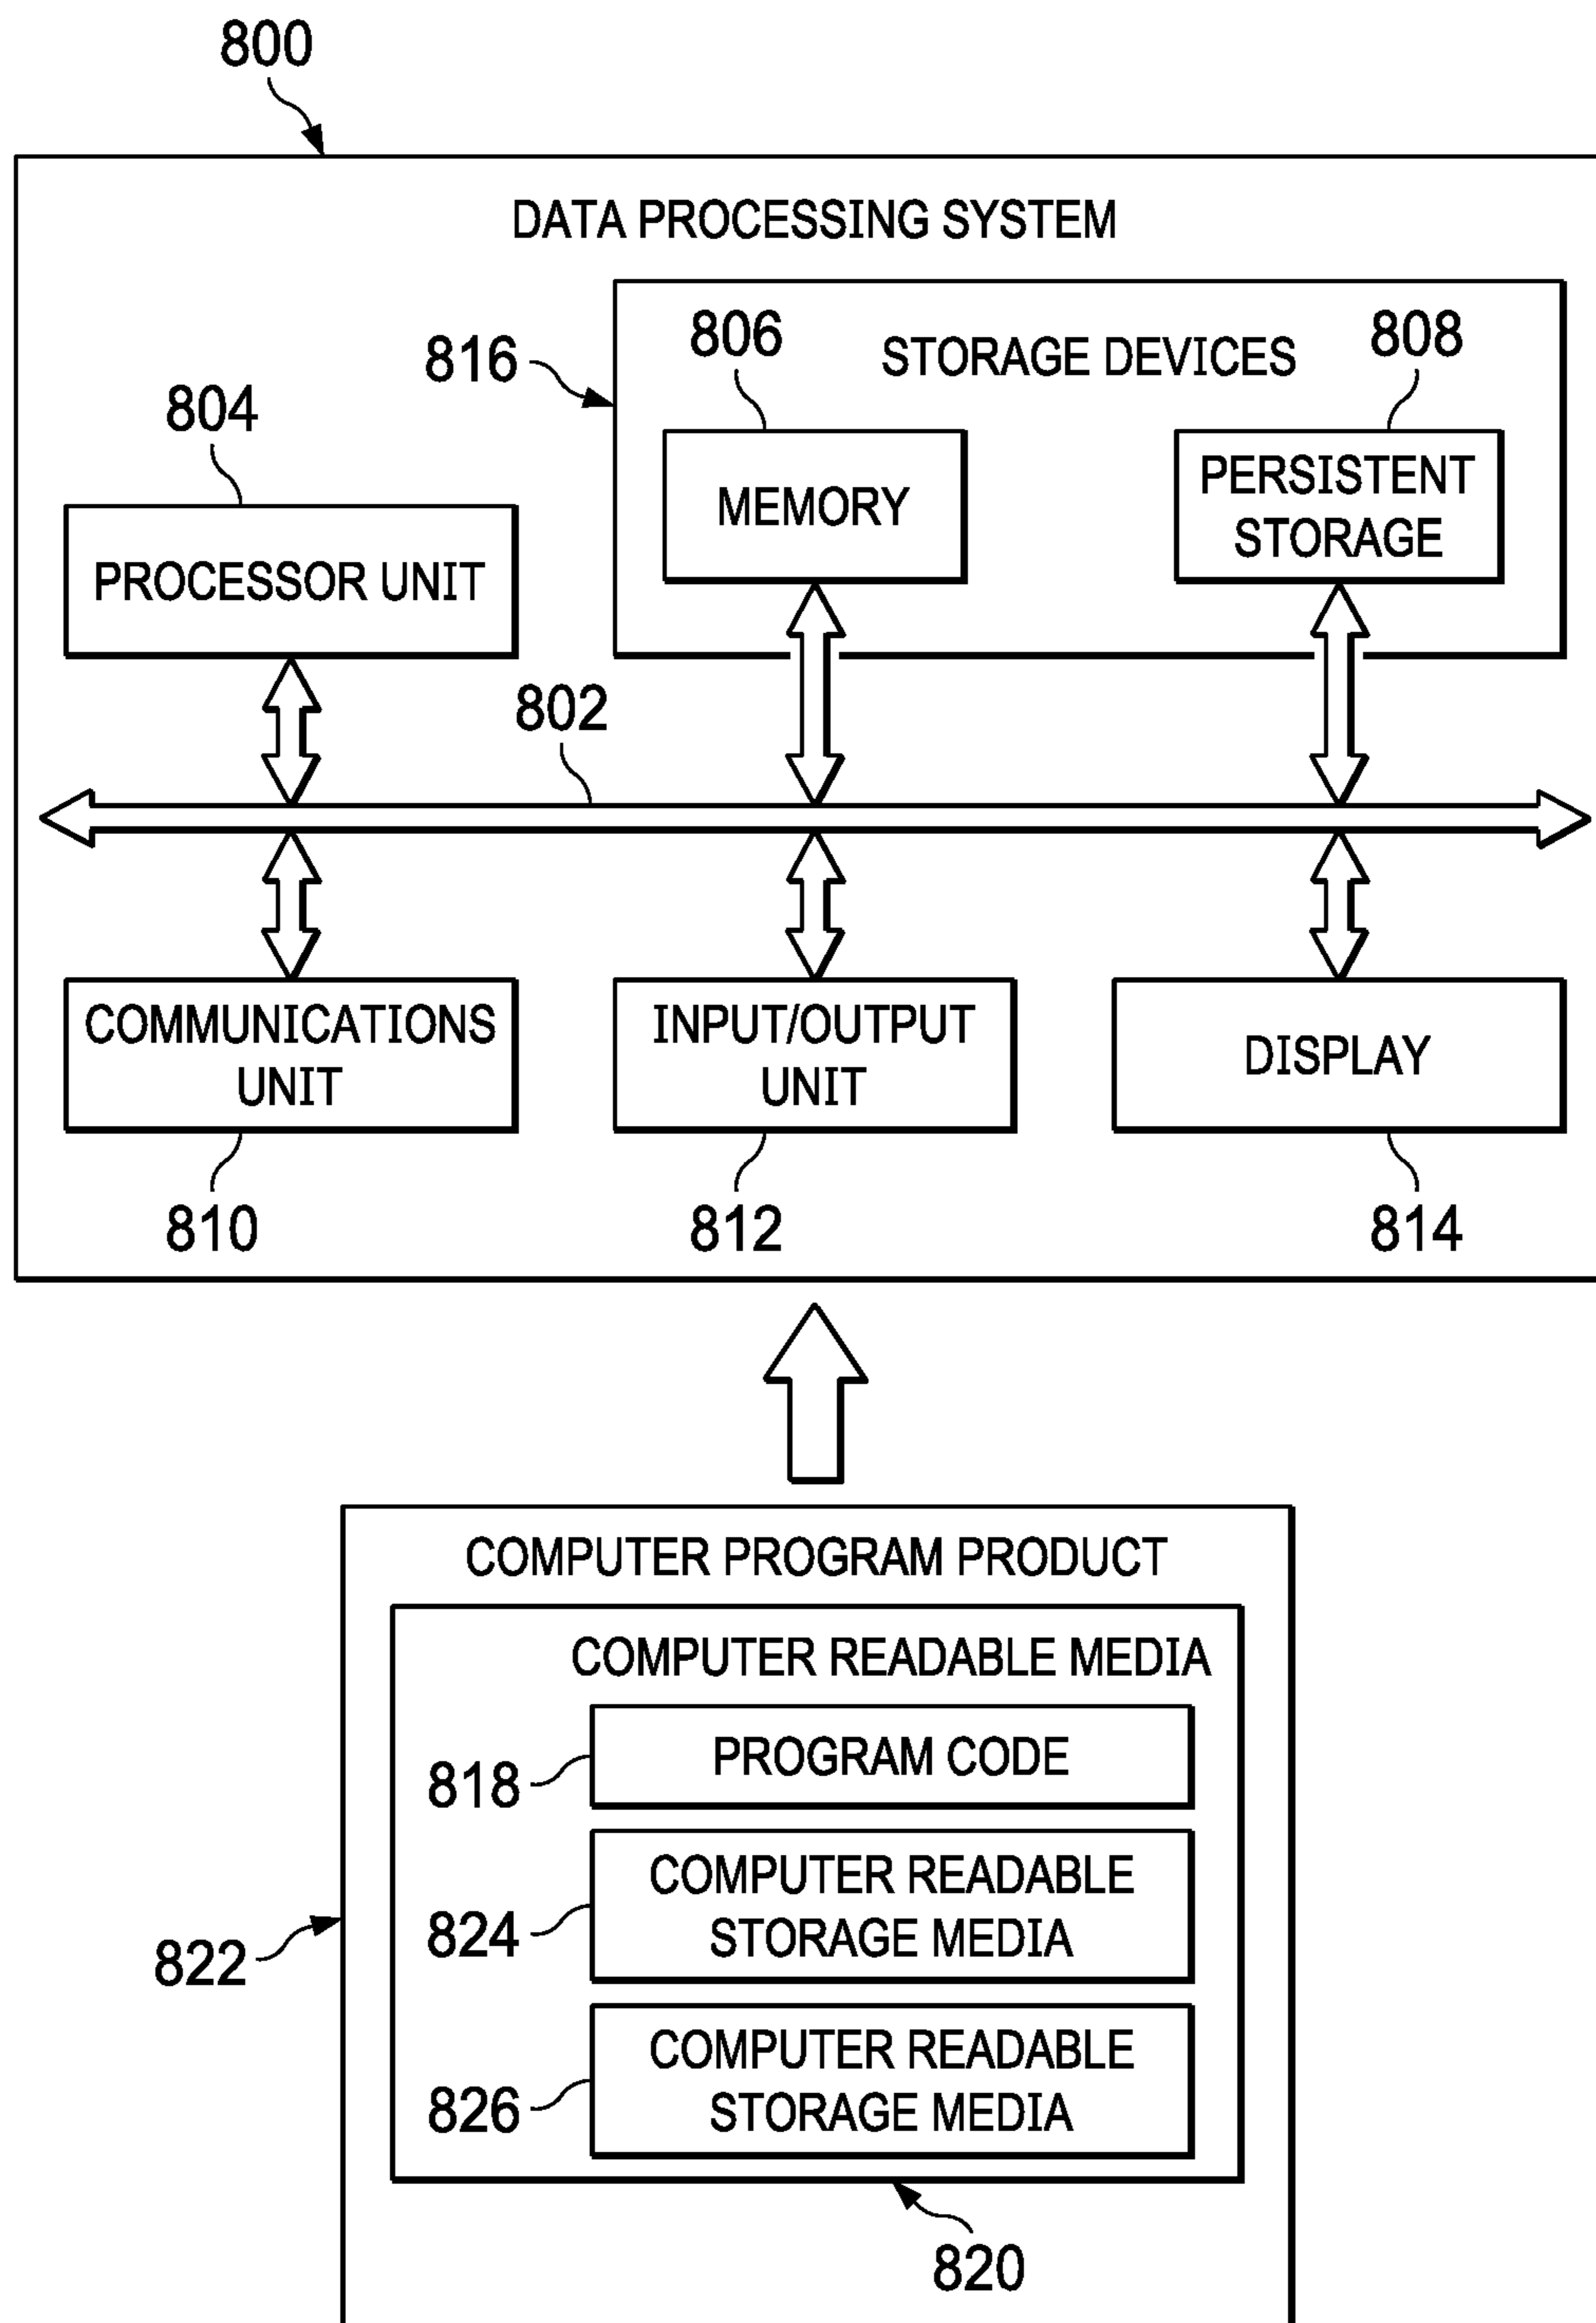 800
DATA PROCESSING SYSTEM
816
806
STORAGE DEVICES
808
804
MEMORY
PERSISTENT
STORAGE
PROCESSOR UNIT
802
COMMUNICATIONS
UNIT
INPUT/OUTPUT
UNIT
DISPLAY
810
812
814
COMPUTER PROGRAM PRODUCT
COMPUTER READABLE MEDIA
818
PROGRAM CODE
824
COMPUTER READABLE
STORAGE MEDIA
822
826
COMPUTER READABLE
STORAGE MEDIA
820